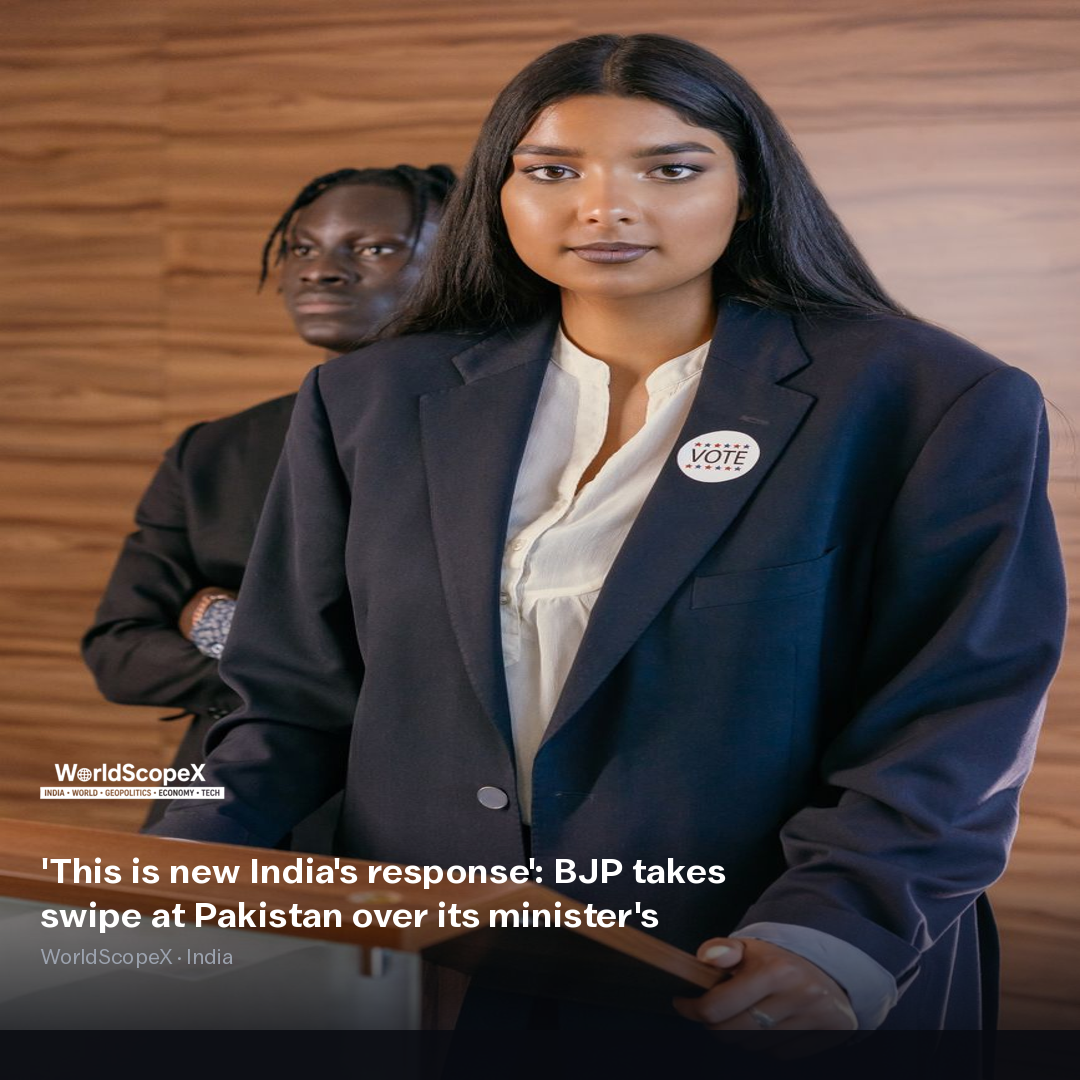 VOTE
WorldScopeX
INDIA • WORLD • GEOPOLITICS • ECONOMY • TECH
'This is new India's response': BJP takes
swipe at Pakistan over its minister's
WorldScopeX · India